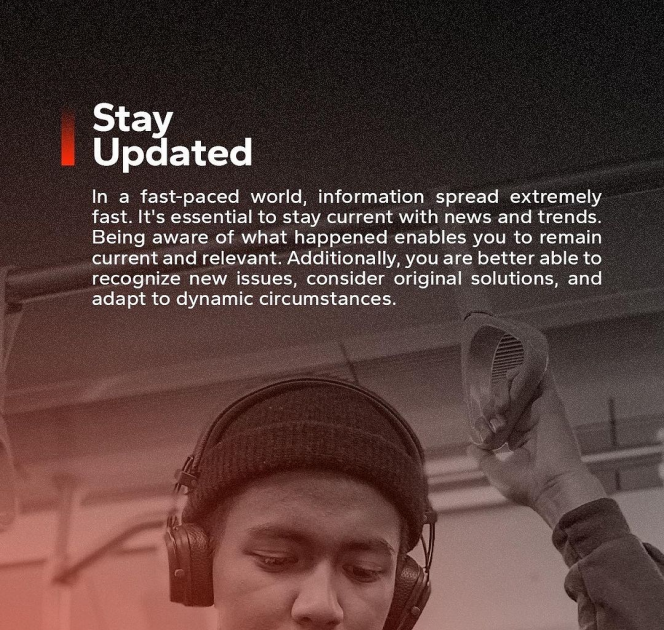 Stay
Updated
In a fast-paced world, information spread extremely
fast. It's essential to stay current with news and trends.
Being aware of what happened enables you to remain
current and relevant. Additionally, you are better able to
recognize new issues, consider original solutions, and
adapt to dynamic circumstances.